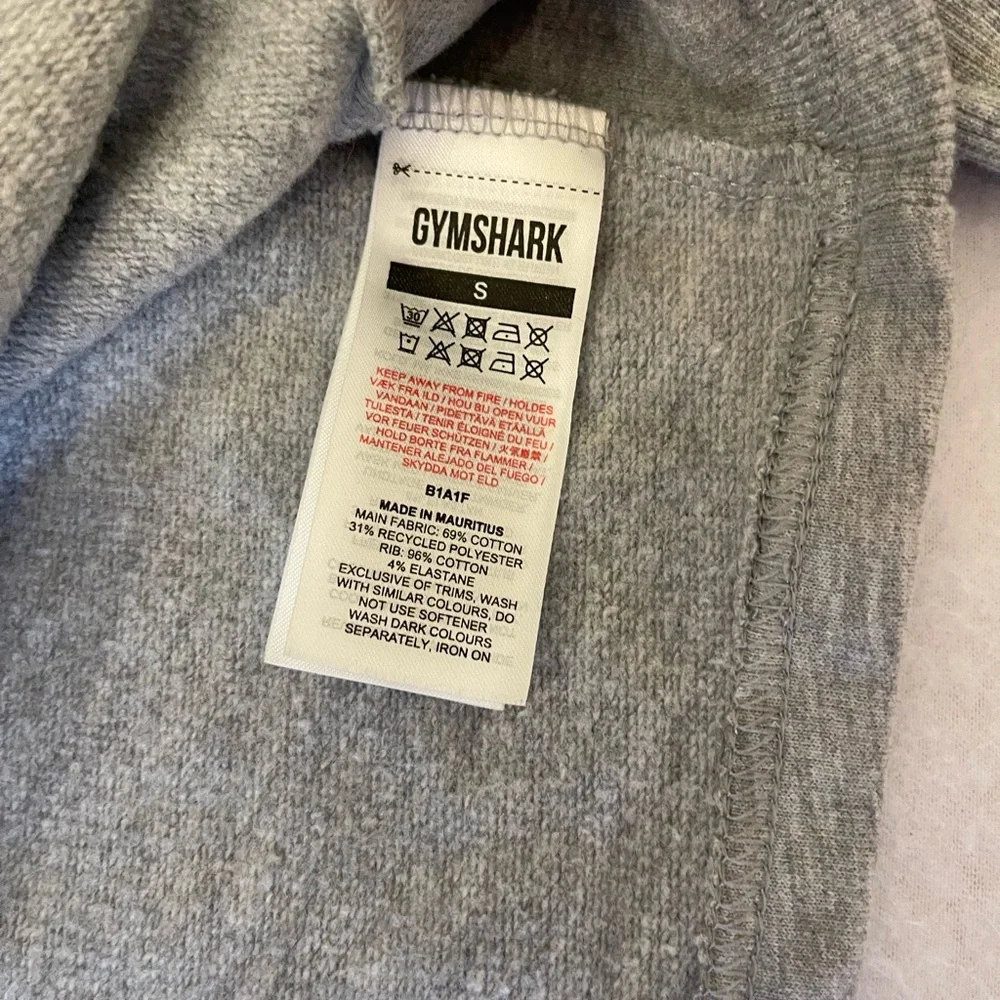 GYMSHARK
S
30
KEEP AWAY FROM FIRE / HOLDES
VÆK FRA ILD / HOU BIJ OPEN VUUR
VANDAAN / PIDETTÄVÄ ETÄÄLLÄ
TULESTA / TENIR ÉLOIGNÉ DU FEU /
VOR FEUER SCHÜTZEN / 火気厳禁 /
HOLD BORTE FRA FLAMMER /
MANTENER ALEJADO DEL FUEGO /
SKYDDA MOT ELD
B1A1F
MADE IN MAURITIUS
MAIN FABRIC: 69% COTTON
31% RECYCLED POLYESTER
RIB: 96% COTTON
4% ELASTANE
EXCLUSIVE OF TRIMS, WASH
WITH SIMILAR COLOURS, DO
NOT USE SOFTENER
WASH DARK COLOURS
SEPARATELY, IRON ON